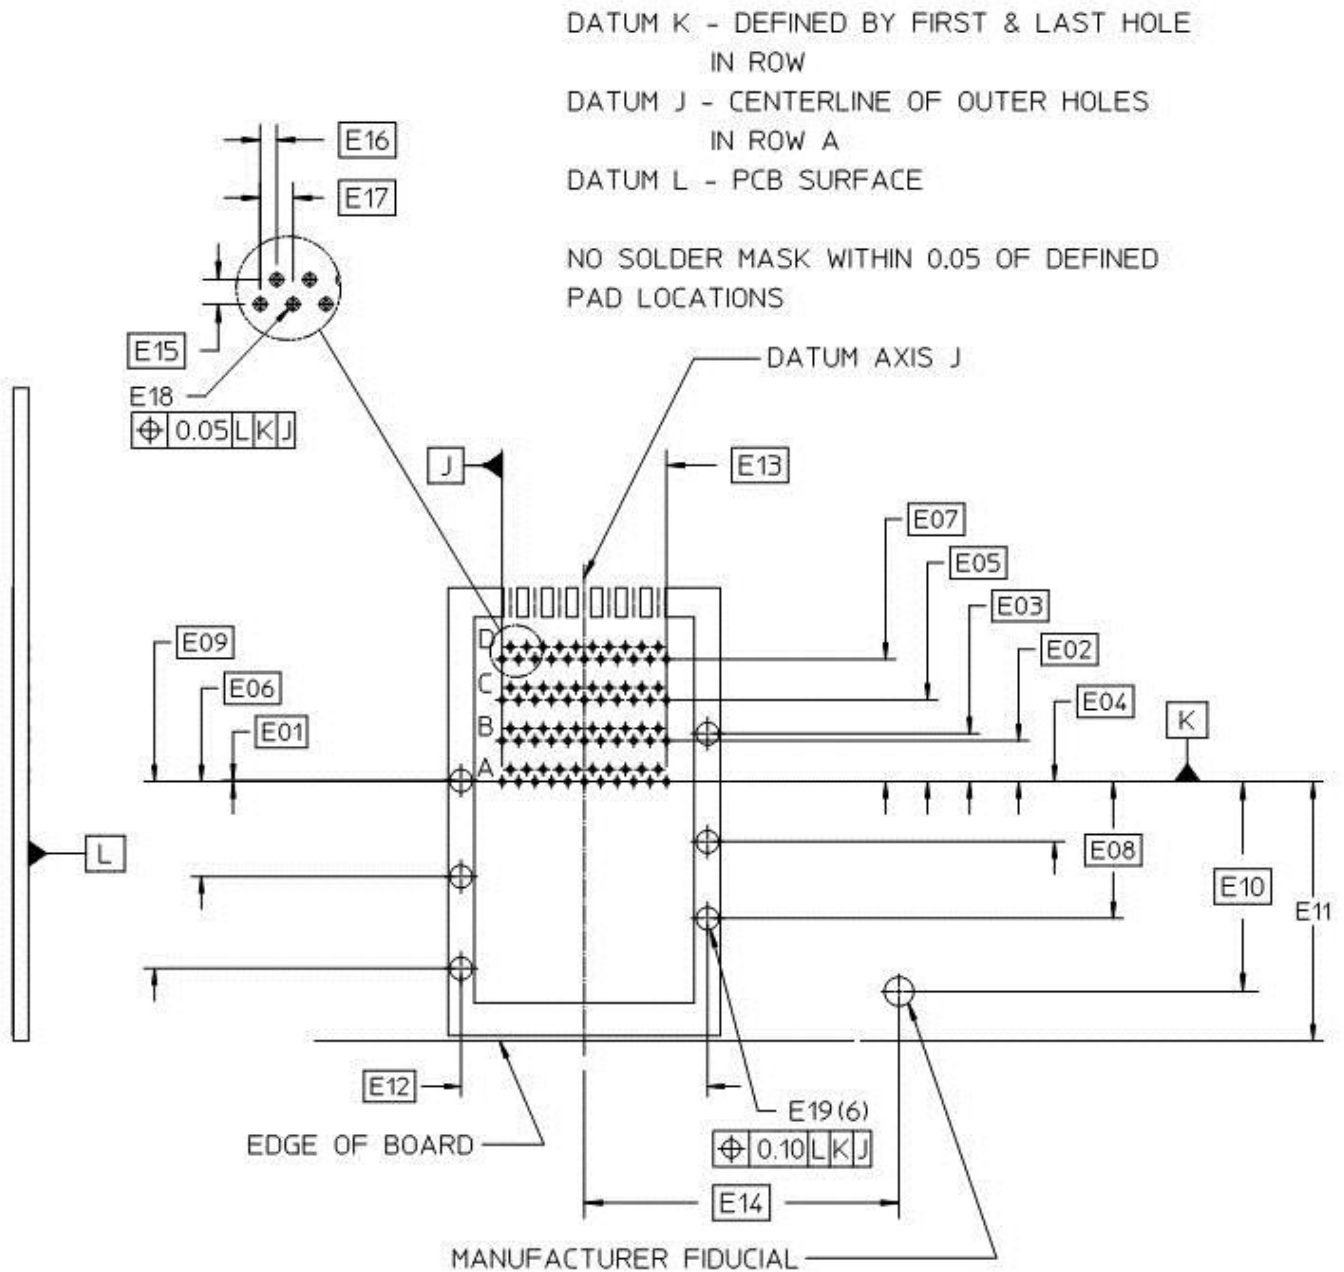 DATUM K - DEFINED BY FIRST & LAST HOLE
IN ROW
DATUM J - CENTERLINE OF OUTER HOLES
IN ROW A
DATUM L - PCB SURFACE
NO SOLDER MASK WITHIN 0.05 OF DEFINED
PAD LOCATIONS
E16
E17
E15
E18
⌖ 0.05 L K J
DATUM AXIS J
J
E13
E07
E05
E03
E02
E04
K
E09
E06
E01
D
C
B
A
L
E08
E10
E11
E12
E19(6)
⌖ 0.10 L K J
EDGE OF BOARD
E14
MANUFACTURER FIDUCIAL